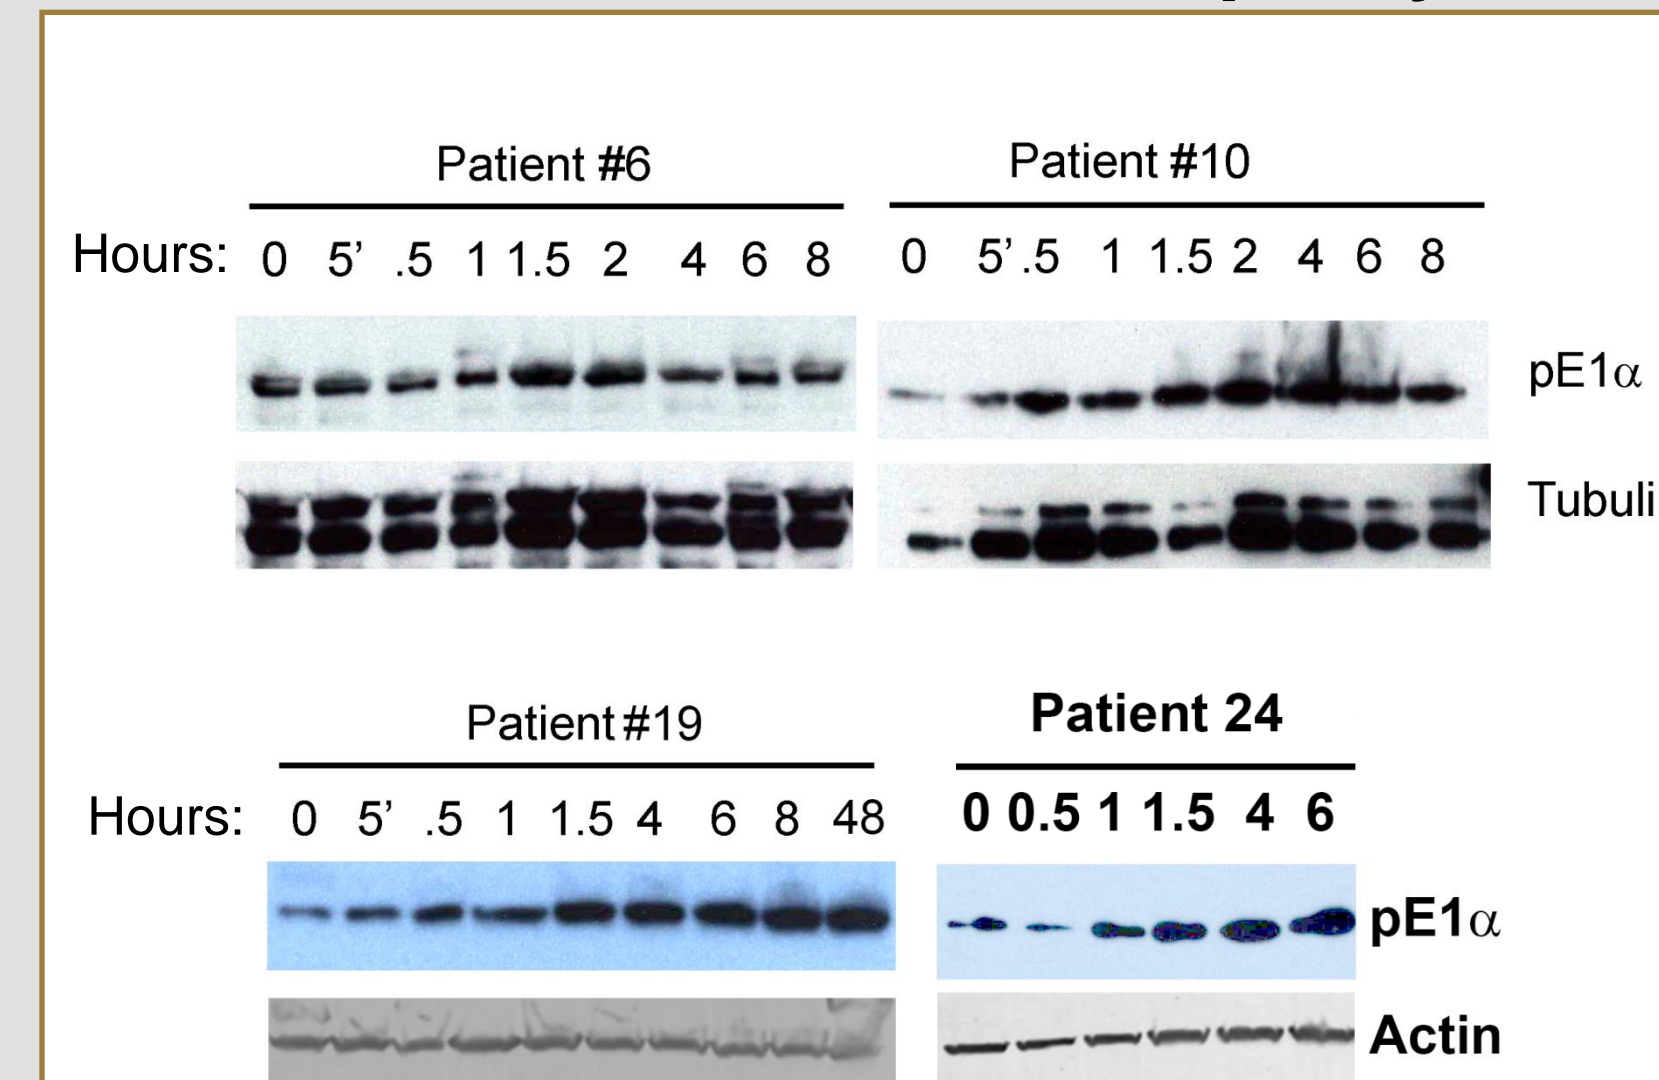 Patient #6
Patient #10
Hours: 0 5’ .5 1 1.5 2 4 6 8
0 5’ .5 1 1.5 2 4 6 8
pE1α
Tubuli
Patient #19
Patient 24
Hours: 0 5’ .5 1 1.5 4 6 8 48
0 0.5 1 1.5 4 6
pE1α
Actin